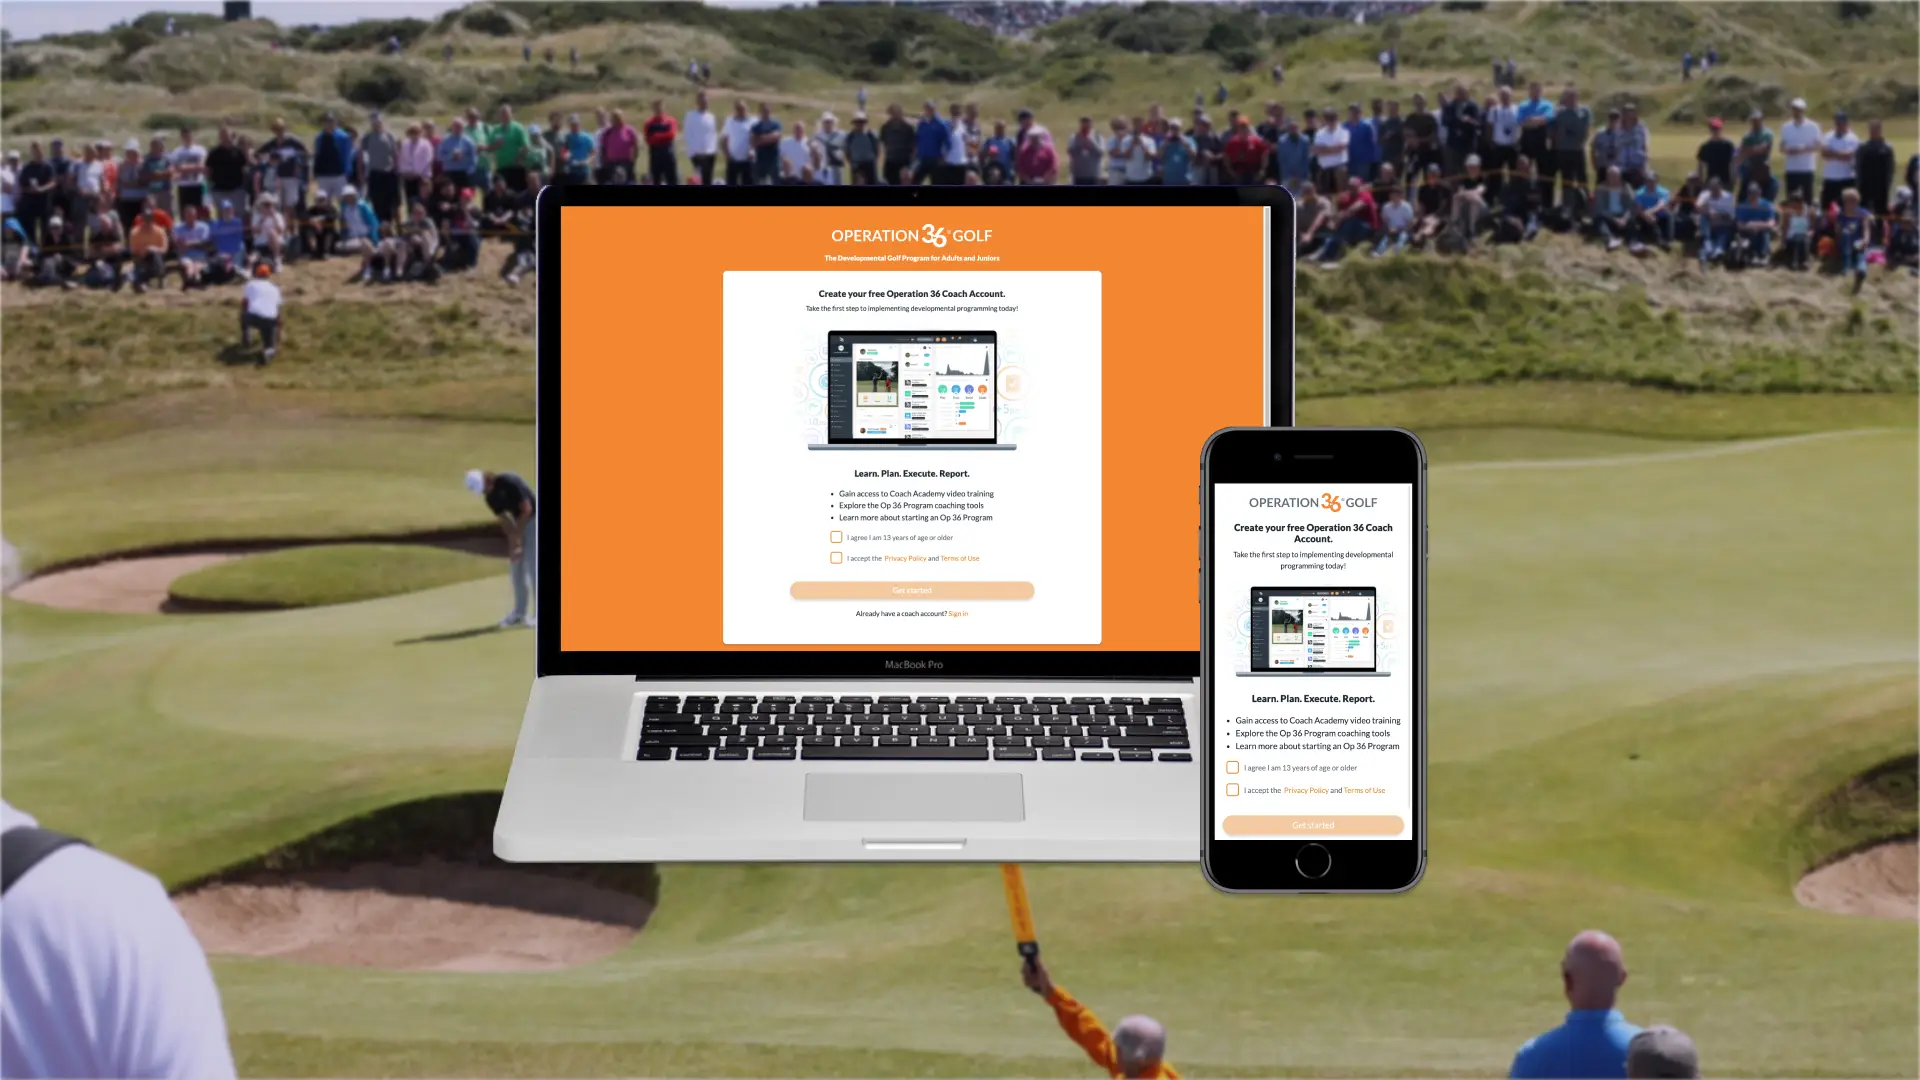 OPERATION 36® GOLF
The Developmental Golf Program for Adults and Juniors
Create your free Operation 36 Coach Account.
Take the first step to implementing developmental programming today!
Learn. Plan. Execute. Report.
• Gain access to Coach Academy video training
• Explore the Op 36 Program coaching tools
• Learn more about starting an Op 36 Program
I agree I am 13 years of age or older
I accept the Privacy Policy and Terms of Use
Get started
Already have a coach account? Sign in
MacBook Pro
OPERATION 36® GOLF
Create your free Operation 36 Coach
Account.
Take the first step to implementing developmental
programming today!
Learn. Plan. Execute. Report.
• Gain access to Coach Academy video training
• Explore the Op 36 Program coaching tools
• Learn more about starting an Op 36 Program
I agree I am 13 years of age or older
I accept the Privacy Policy and Terms of Use
Get started